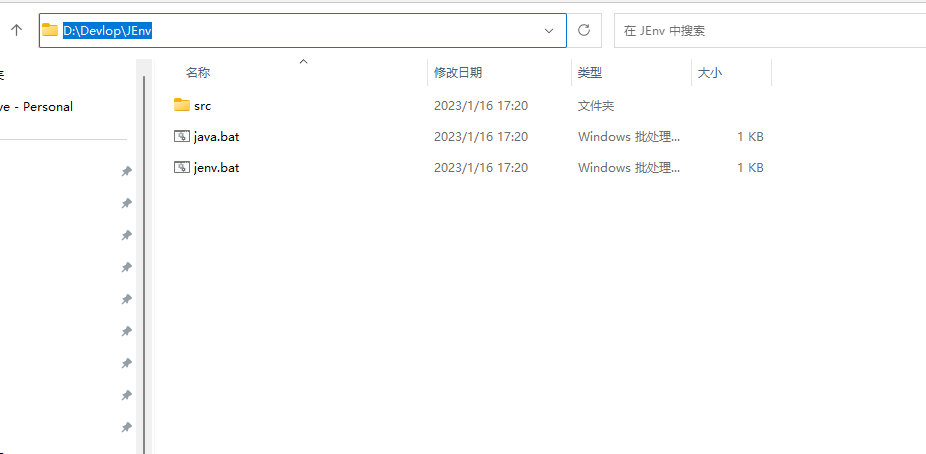 D:\Devlop\JEnv
在 JEnv 中搜索
名称 修改日期 类型 大小
ve - Personal
src 2023/1/16 17:20 文件夹
java.bat 2023/1/16 17:20 Windows 批处理... 1 KB
jenv.bat 2023/1/16 17:20 Windows 批处理... 1 KB